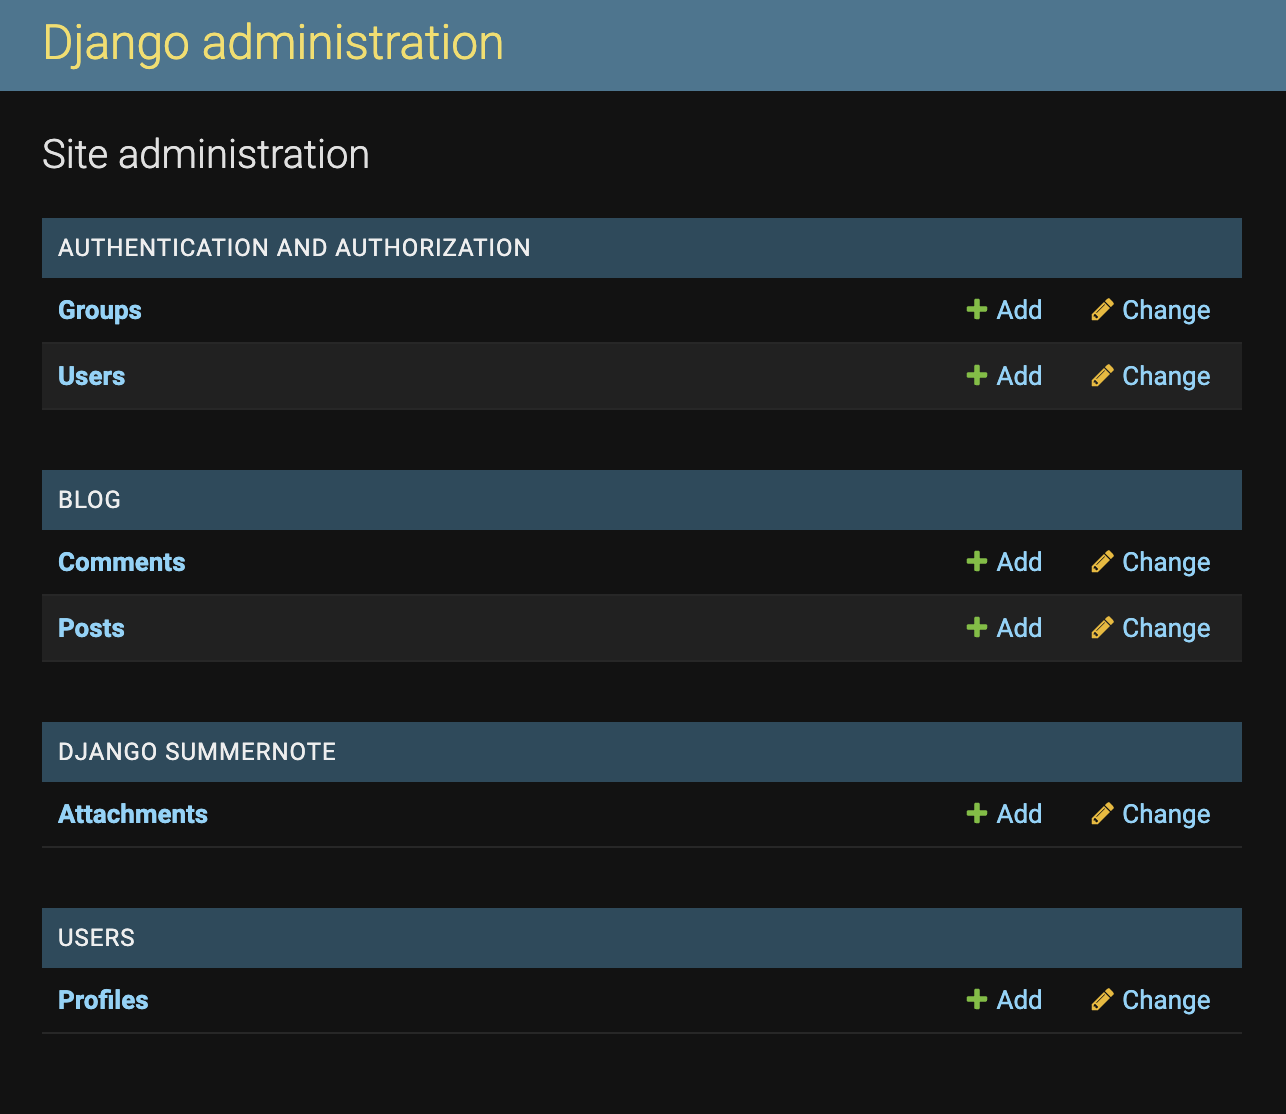 Django administration
Site administration
AUTHENTICATION AND AUTHORIZATION
Groups Add Change
Users Add Change
BLOG
Comments Add Change
Posts Add Change
DJANGO SUMMERNOTE
Attachments Add Change
USERS
Profiles Add Change